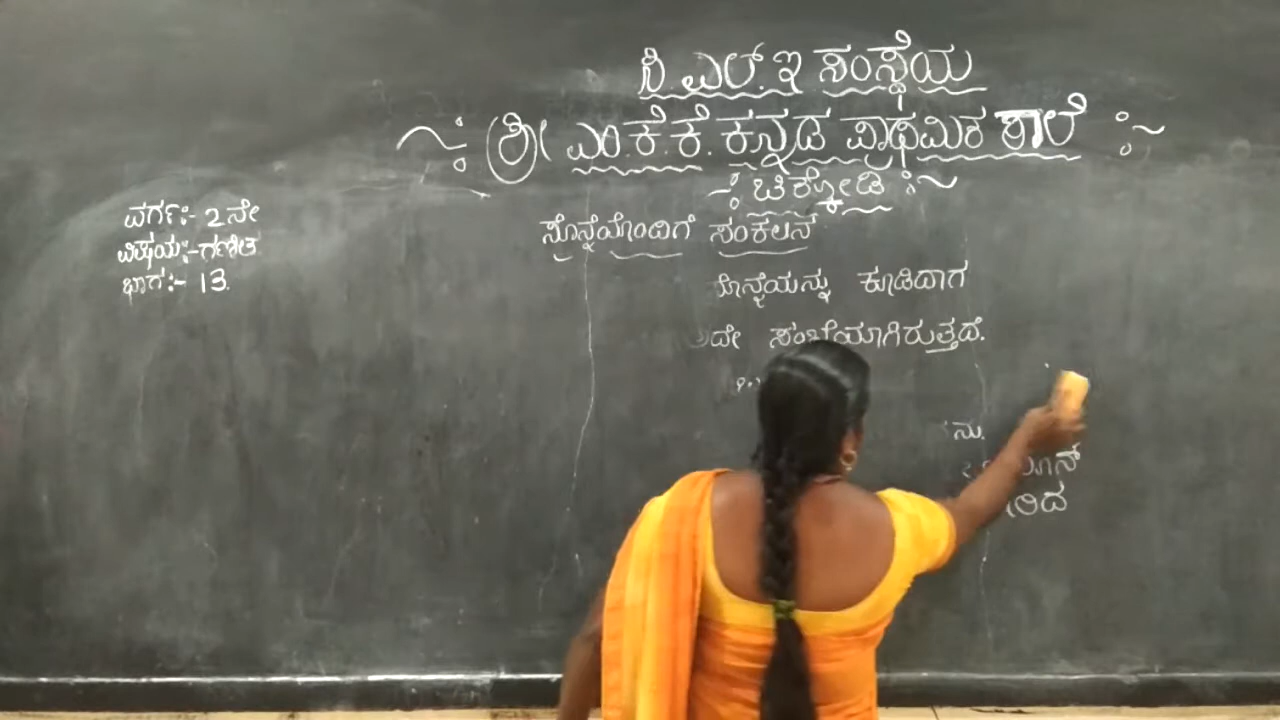 ಸಿ.ಎಲ್.ಇ ಸಂಸ್ಥೆಯ
ಶ್ರೀ ಎಂ.ಕೆ.ಕೆ. ಕನ್ನಡ ಪ್ರಾಥಮಿಕ ಶಾಲೆ
ಚಿಕ್ಕೋಡಿ
ವರ್ಗ:- 2ನೇ
ವಿಷಯ:- ಗಣಿತ
ಭಾಗ:- 13.
ಸೊನ್ನೆಯೊಂದಿಗೆ ಸಂಕಲನ
ಸೊನ್ನೆಯನ್ನು ಕೂಡಿದಾಗ
ಅದೇ ಸಂಖ್ಯೆಯಾಗಿರುತ್ತದೆ.